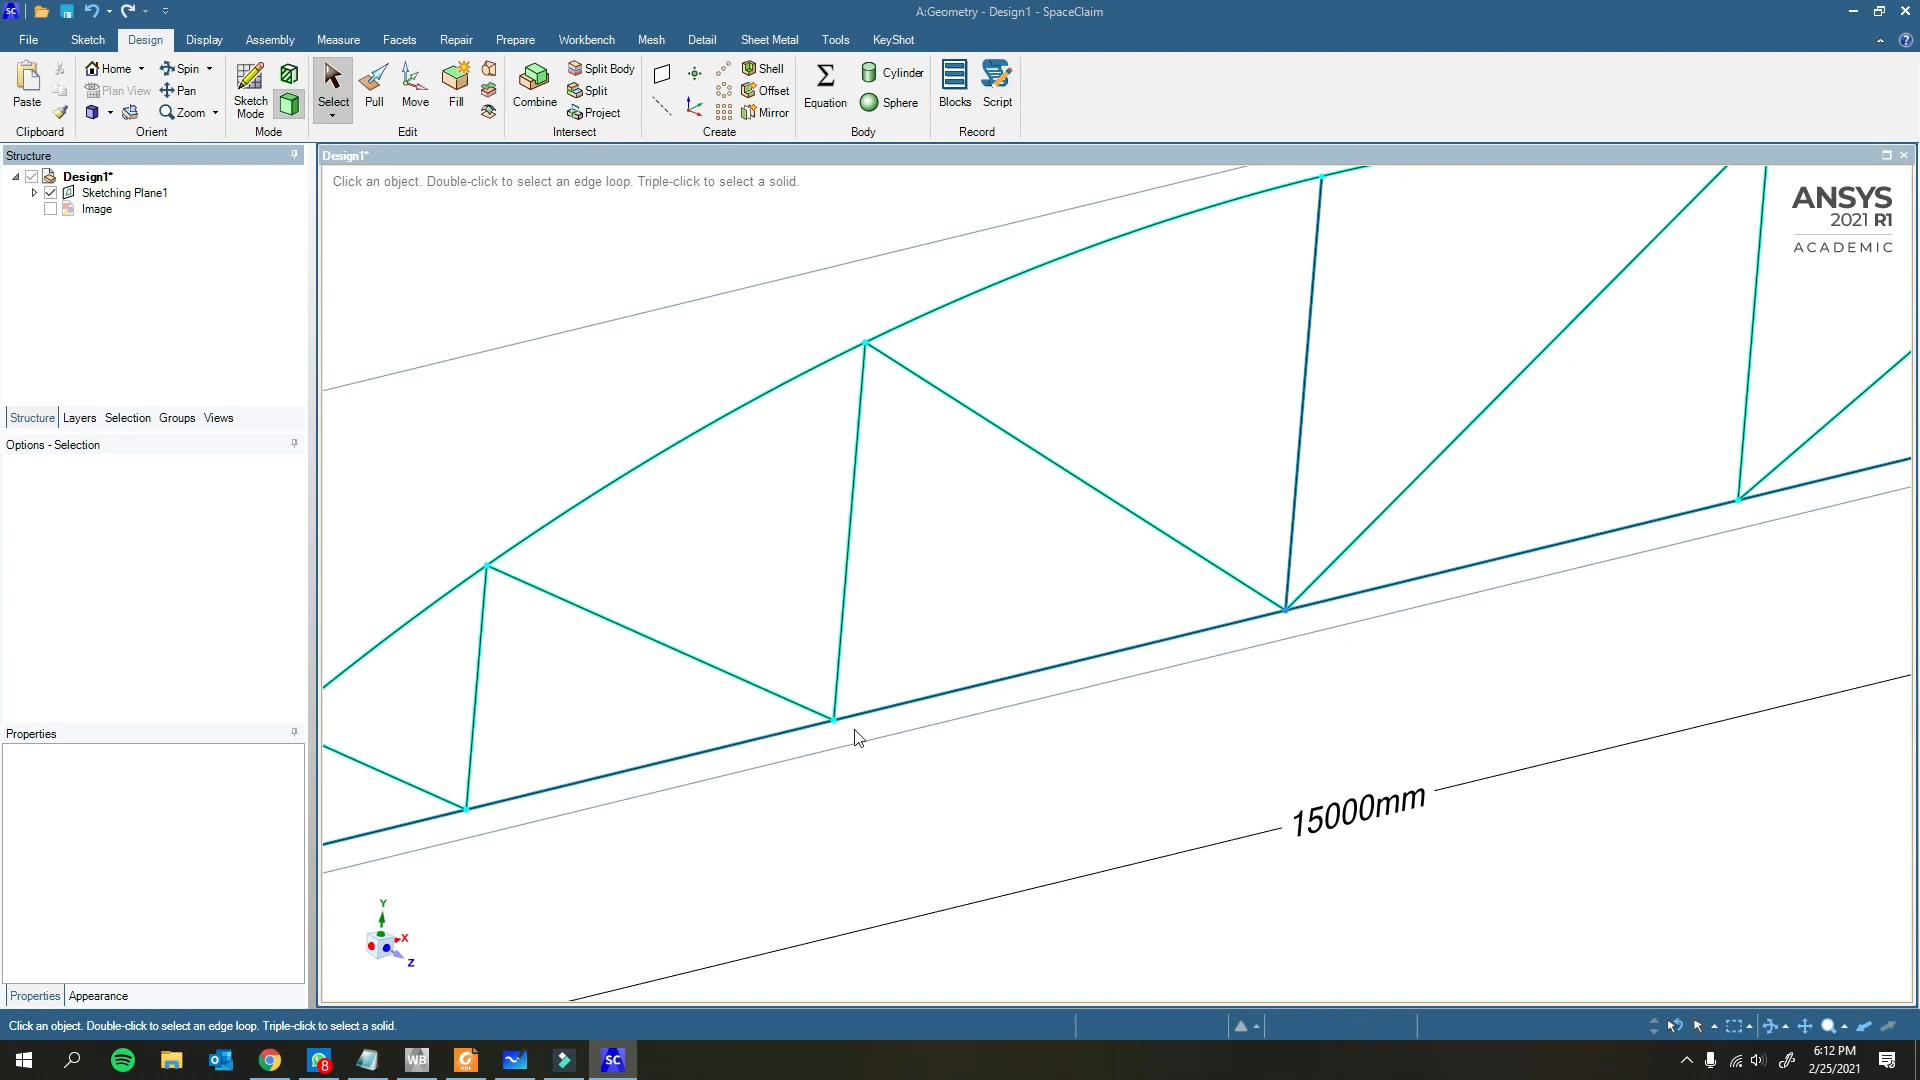 A:Geometry - Design1 - SpaceClaim
File Sketch Design Display Assembly Measure Facets Repair Prepare Workbench Mesh Detail Sheet Metal Tools KeyShot
Paste
Home
Plan View
Spin
Pan
Zoom
Sketch
Mode
Select
Pull
Move
Fill
Combine
Split Body
Split
Project
Shell
Offset
Mirror
Equation
Cylinder
Sphere
Blocks
Script
Clipboard Orient Mode Edit Intersect Create Body Record
Structure
Design1*
Sketching Plane1
Image
Structure Layers Selection Groups Views
Options - Selection
Properties
Properties Appearance
Design1*
Click an object. Double-click to select an edge loop. Triple-click to select a solid.
ANSYS
2021 R1
ACADEMIC
15000mm
Y
X
Z
Click an object. Double-click to select an edge loop. Triple-click to select a solid.
8
WB
SC
6:12 PM
2/25/2021